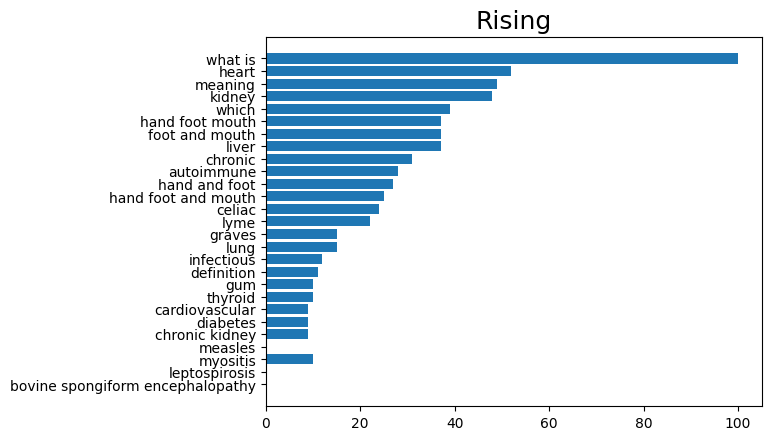 Rising
what is
heart
meaning
kidney
which
hand foot mouth
foot and mouth
liver
chronic
autoimmune
hand and foot
hand foot and mouth
celiac
lyme
graves
lung
infectious
definition
gum
thyroid
cardiovascular
diabetes
chronic kidney
measles
myositis
leptospirosis
bovine spongiform encephalopathy
0 20 40 60 80 100